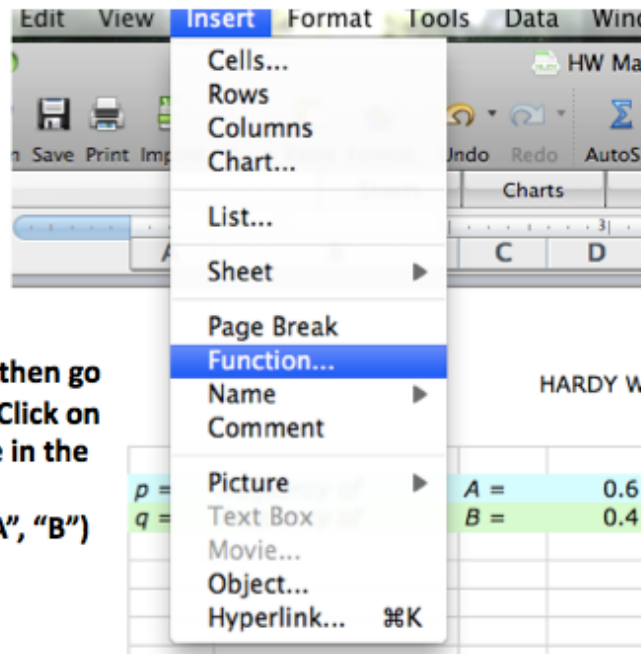 Edit View Insert Format Tools Data
HW Ma
Save Print Undo Redo
Charts
3
C D
Cells...
Rows
Columns
Chart...
List...
Sheet
Page Break
Function...
Name
Comment
Picture
Text Box
Movie...
Object...
Hyperlink... ⌘K
then go
Click on
in the
A”, “B”)
HARDY W
p = A = 0.6
q = B = 0.4